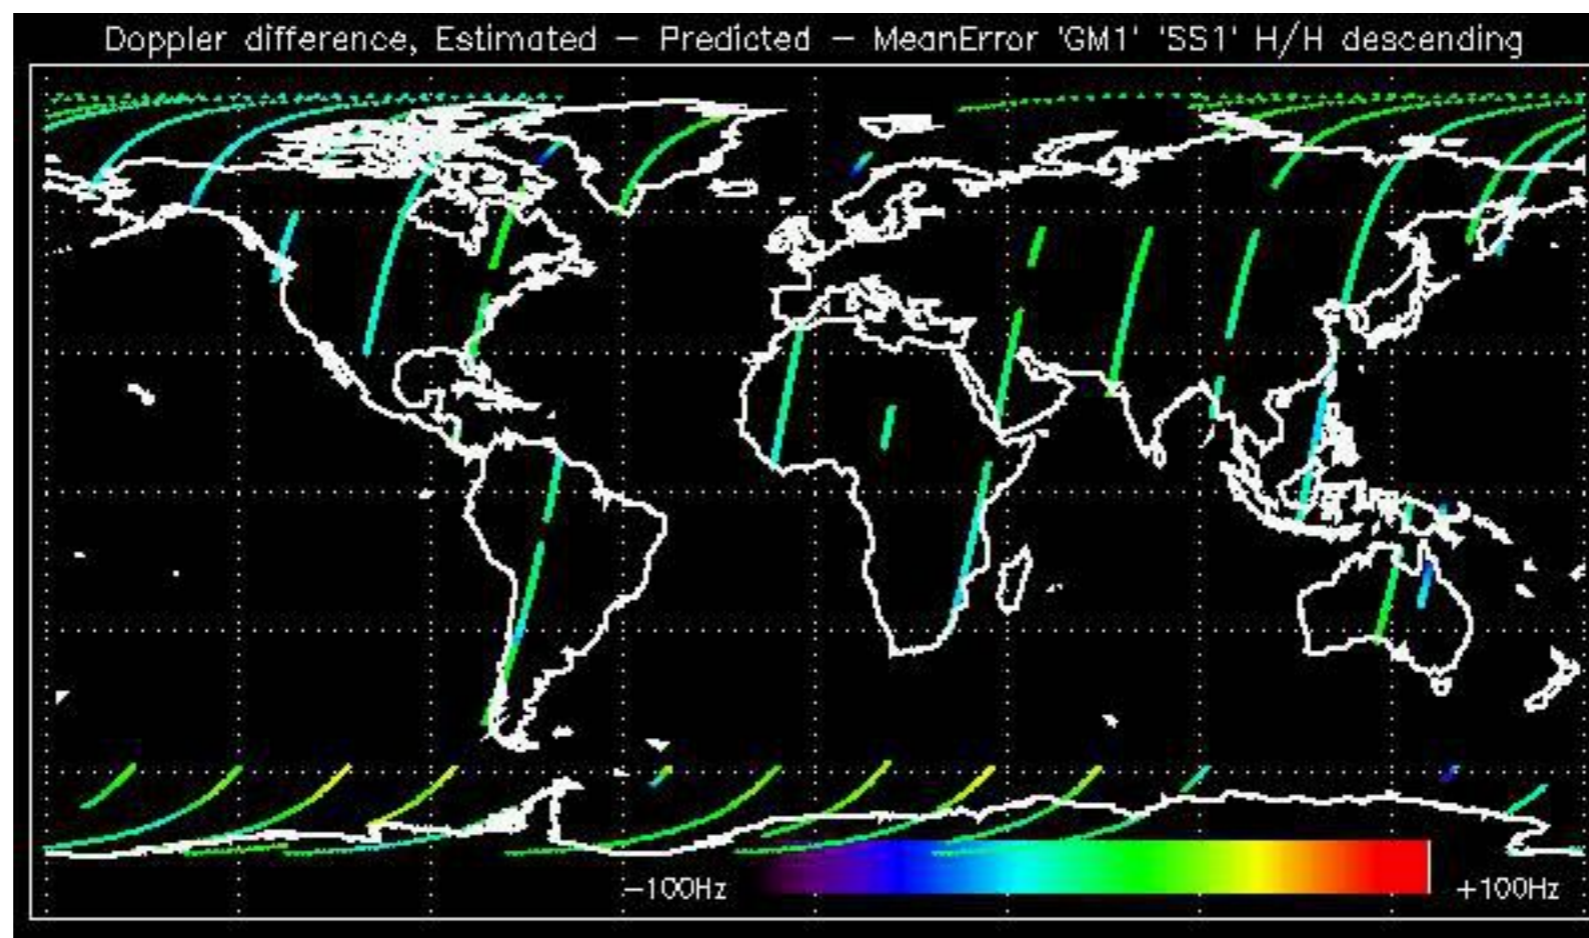 Doppler difference, Estimated – Predicted – MeanError 'GM1' 'SS1' H/H descending
–100Hz
+100Hz